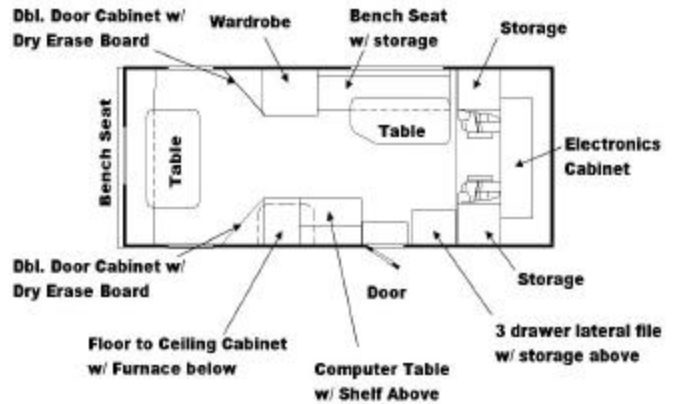 Dbl. Door Cabinet w/
Dry Erase Board
Wardrobe
Bench Seat
w/ storage
Storage
Bench Seat
Table
Table
Electronics
Cabinet
Dbl. Door Cabinet w/
Dry Erase Board
Door
Storage
Floor to Ceiling Cabinet
w/ Furnace below
Computer Table
w/ Shelf Above
3 drawer lateral file
w/ storage above